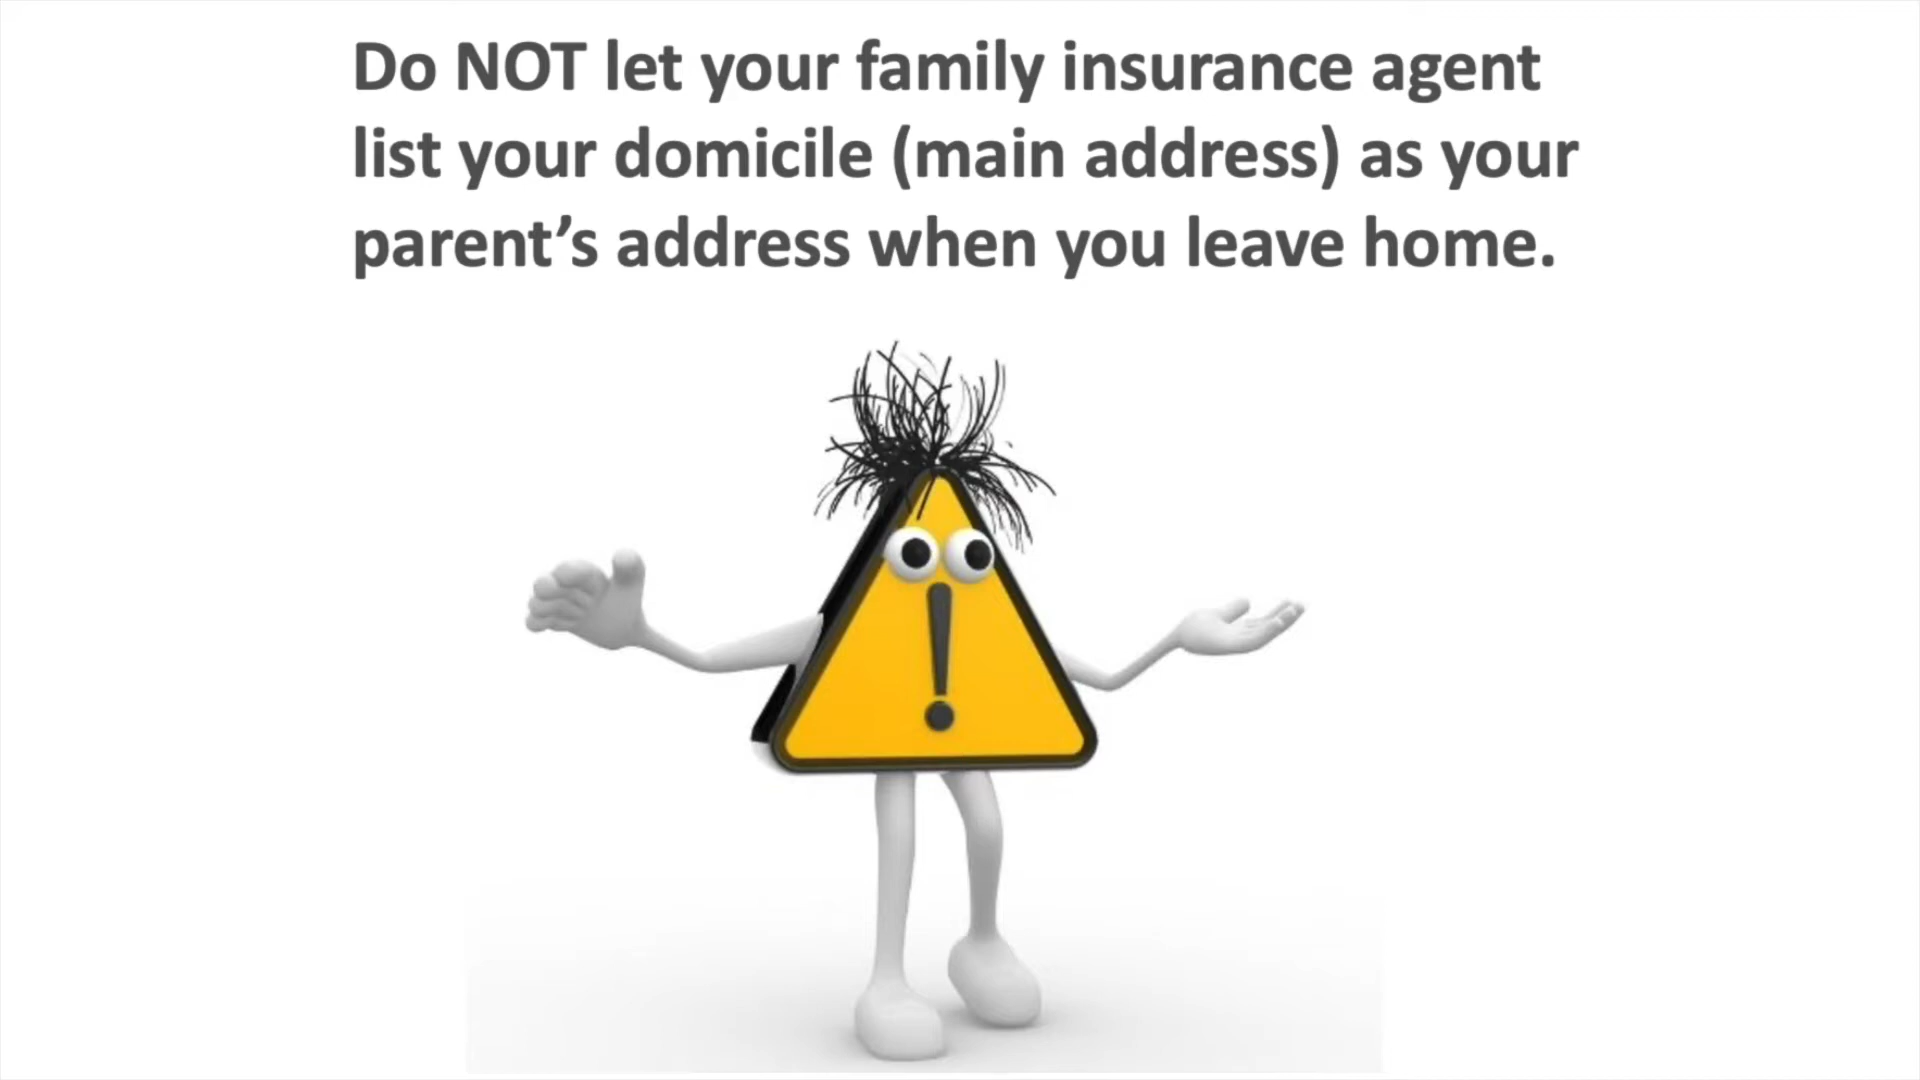 Do NOT let your family insurance agent
list your domicile (main address) as your
parent’s address when you leave home.